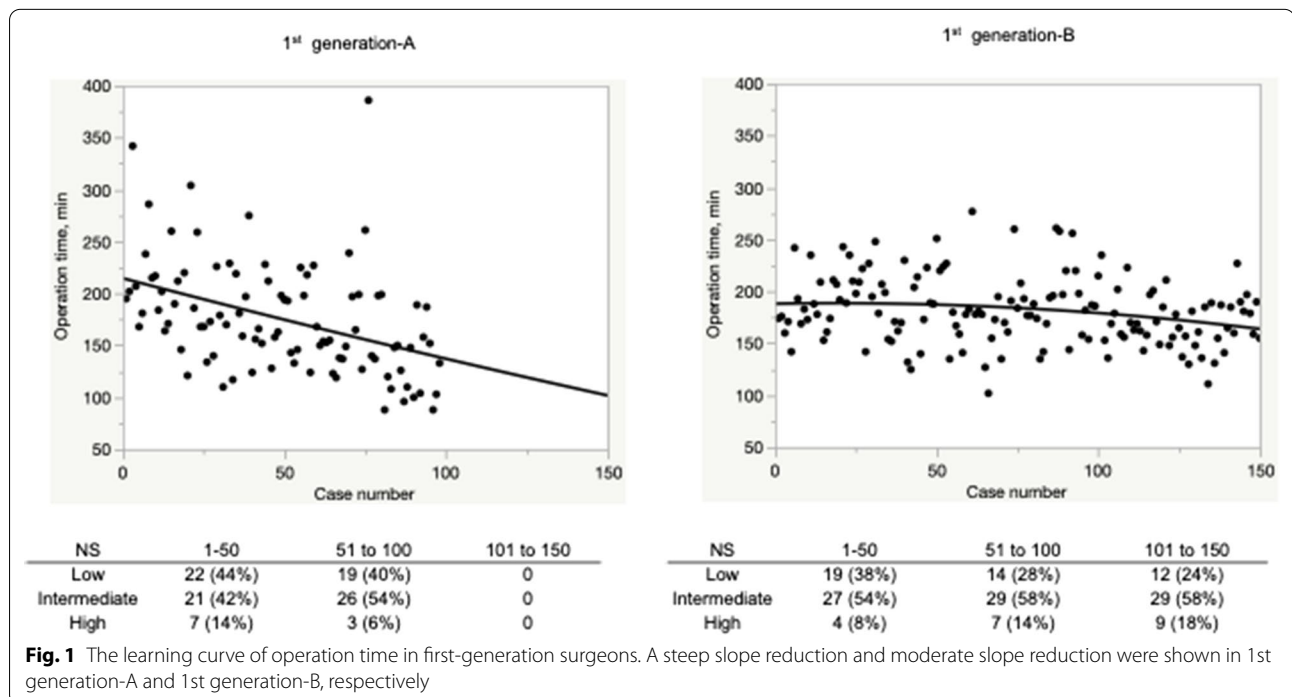 1st generation-A
400
350
300
250
200
150
100
50
Operation time, min
0 50 100 150
Case number
NS 1-50 51 to 100 101 to 150
Low 22 (44%) 19 (40%) 0
Intermediate 21 (42%) 26 (54%) 0
High 7 (14%) 3 (6%) 0
1st generation-B
400
350
300
250
200
150
100
50
Operation time, min
0 50 100 150
Case number
NS 1-50 51 to 100 101 to 150
Low 19 (38%) 14 (28%) 12 (24%)
Intermediate 27 (54%) 29 (58%) 29 (58%)
High 4 (8%) 7 (14%) 9 (18%)
Fig. 1 The learning curve of operation time in first-generation surgeons. A steep slope reduction and moderate slope reduction were shown in 1st
generation-A and 1st generation-B, respectively